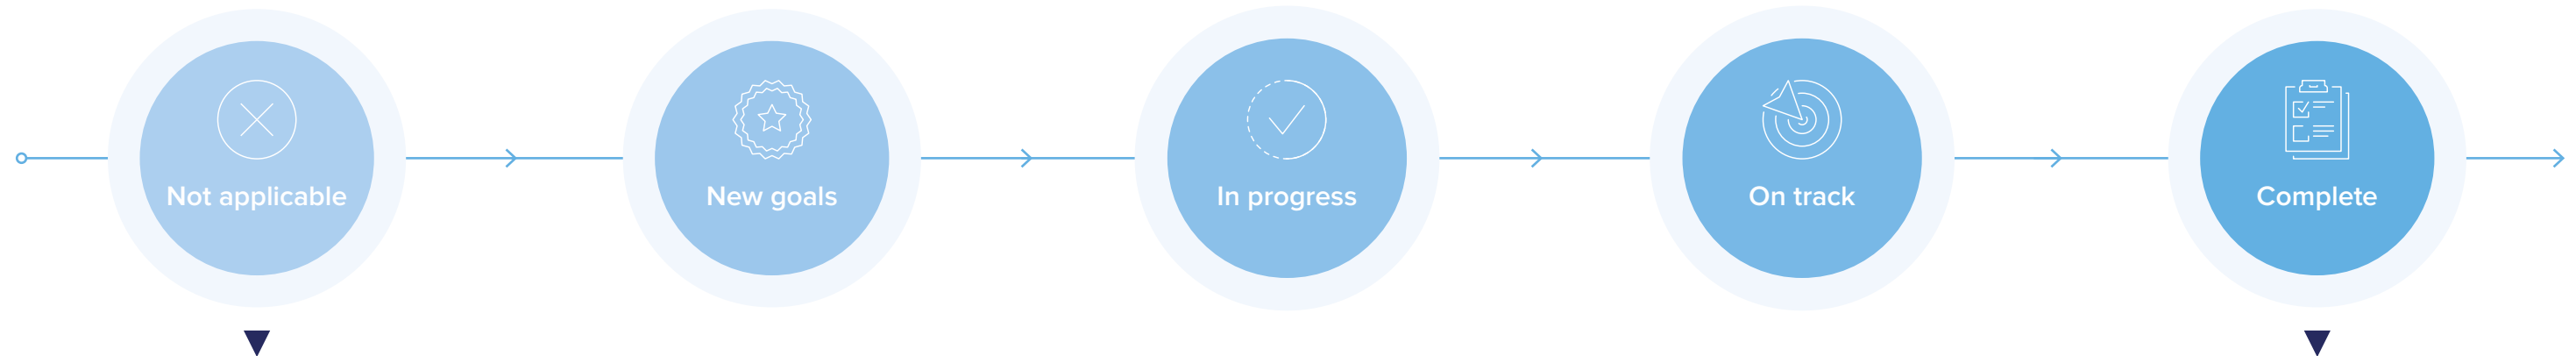 Not applicable
New goals
In progress
On track
Complete